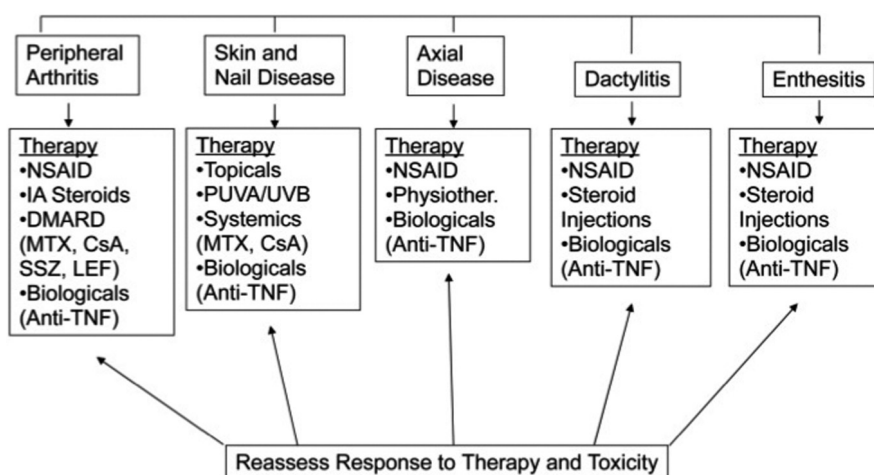 Peripheral
Arthritis
Skin and
Nail Disease
Axial
Disease
Dactylitis
Enthesitis
Therapy
•NSAID
•IA Steroids
•DMARD
(MTX, CsA,
SSZ, LEF)
•Biologicals
(Anti-TNF)
Therapy
•Topicals
•PUVA/UVB
•Systemics
(MTX, CsA)
•Biologicals
(Anti-TNF)
Therapy
•NSAID
•Physiother.
•Biologicals
(Anti-TNF)
Therapy
•NSAID
•Steroid
Injections
•Biologicals
(Anti-TNF)
Therapy
•NSAID
•Steroid
Injections
•Biologicals
(Anti-TNF)
Reassess Response to Therapy and Toxicity